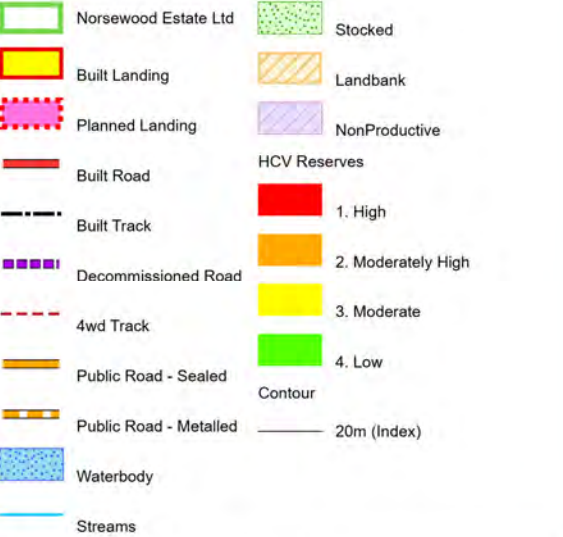 Norsewood Estate Ltd
Built Landing
Planned Landing
Built Road
Built Track
Decommissioned Road
4wd Track
Public Road - Sealed
Public Road - Metalled
Waterbody
Streams
Stocked
Landbank
NonProductive
HCV Reserves
1. High
2. Moderately High
3. Moderate
4. Low
Contour
20m (Index)